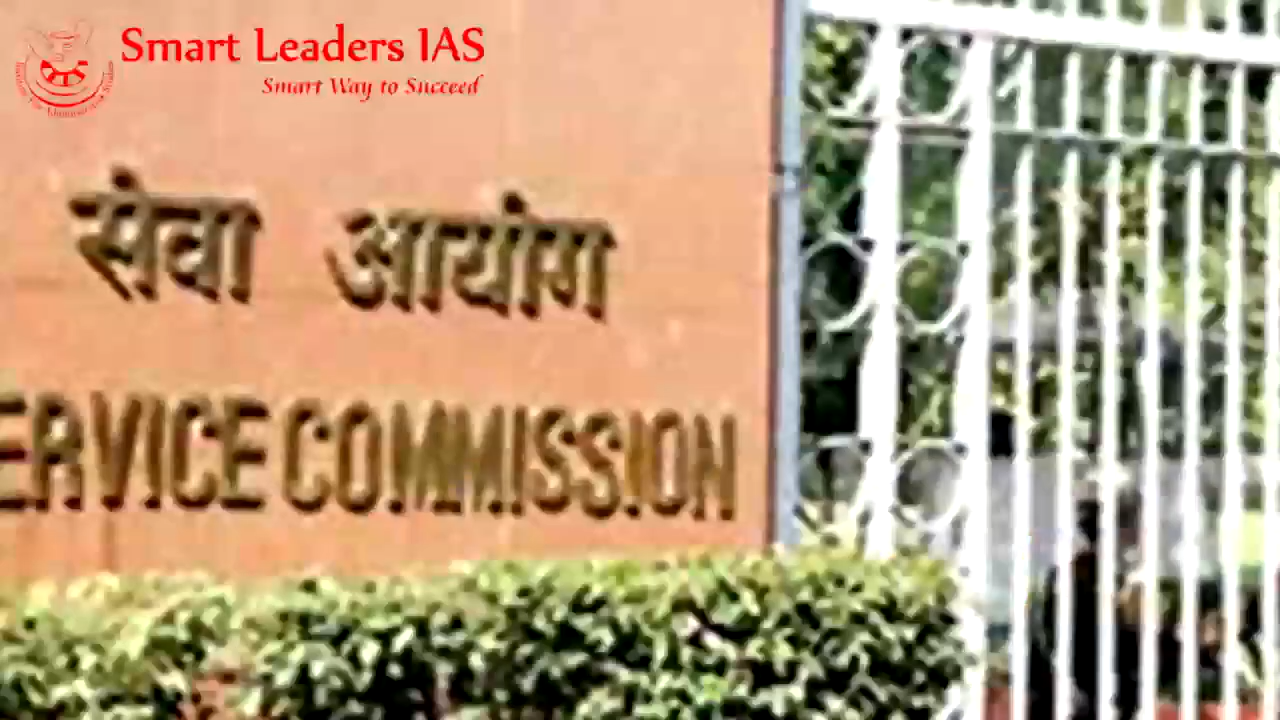 Smart Leaders IAS
Smart Way to Succeed
सेवा आयोग
ERVICE COMMISSION